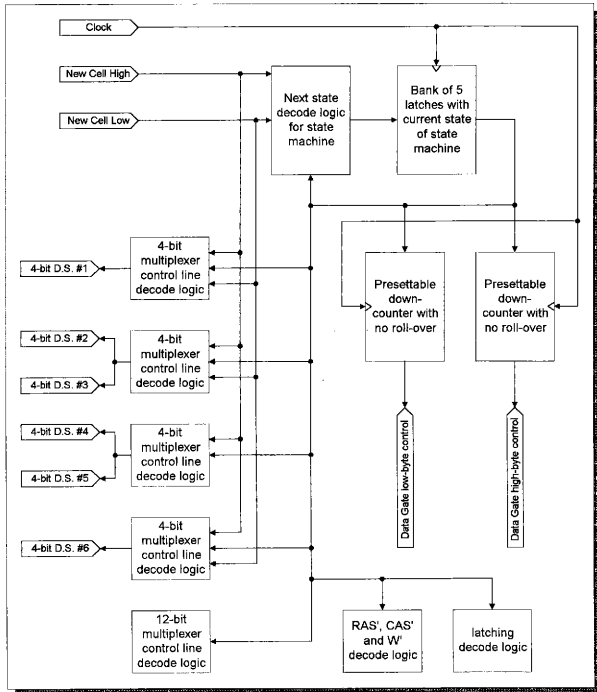 Clock
New Cell High
New Cell Low
Next state
decode logic
for state
machine
Bank of 5
latches with
current state
of state
machine
4-bit
multiplexer
control line
decode logic
4-bit D.S. #1
Presettable
down-
counter with
no roll-over
Presettable
down-
counter with
no roll-over
4-bit D.S. #2
4-bit D.S. #3
4-bit
multiplexer
control line
decode logic
4-bit D.S. #4
4-bit D.S. #5
4-bit
multiplexer
control line
decode logic
Data Gate low-byte control
Data Gate high-byte control
4-bit D.S. #6
4-bit
multiplexer
control line
decode logic
12-bit
multiplexer
control line
decode logic
RAS', CAS'
and W'
decode logic
latching
decode logic